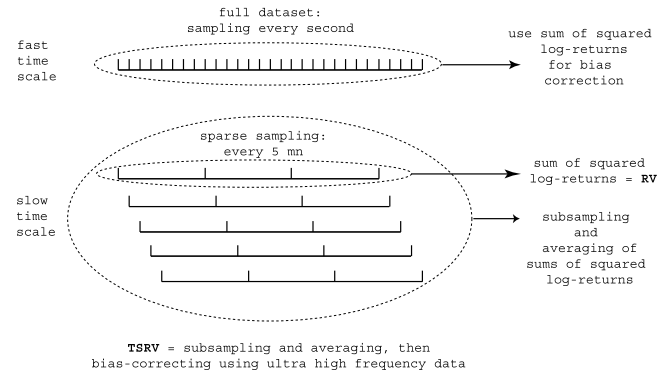 full dataset:
sampling every second
fast
time
scale
use sum of squared
log-returns
for bias
correction
sparse sampling:
every 5 mn
sum of squared
log-returns = RV
slow
time
scale
subsampling
and
averaging of
sums of squared
log-returns
TSRV = subsampling and averaging, then
bias-correcting using ultra high frequency data